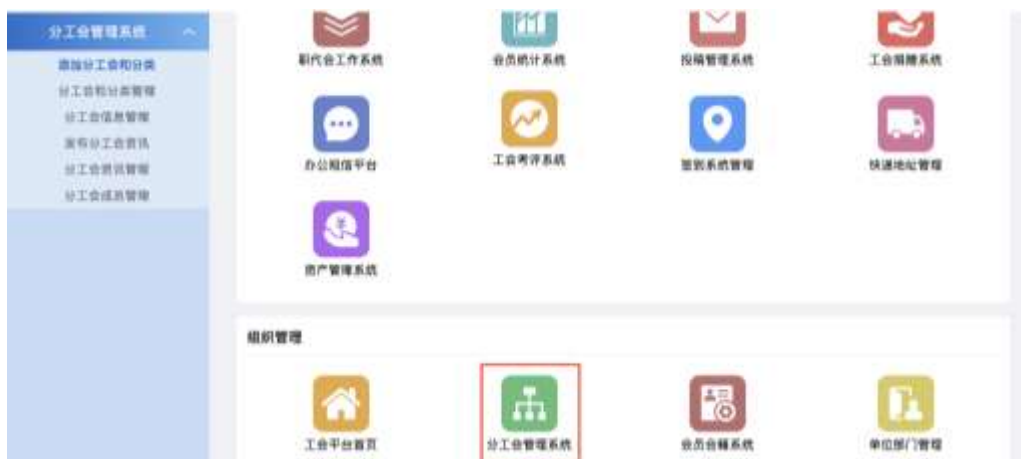 分工会管理系统
添加分工会和分类
分工会和分类管理
分工会信息管理
发布分工会资讯
分工会资讯管理
分工会成员管理
职代会工作系统
会员统计系统
投稿管理系统
工会捐赠系统
办公短信平台
工会考评系统
签到系统管理
快递地址管理
资产管理系统
组织管理
工会平台首页
分工会管理系统
会员会籍系统
单位部门管理